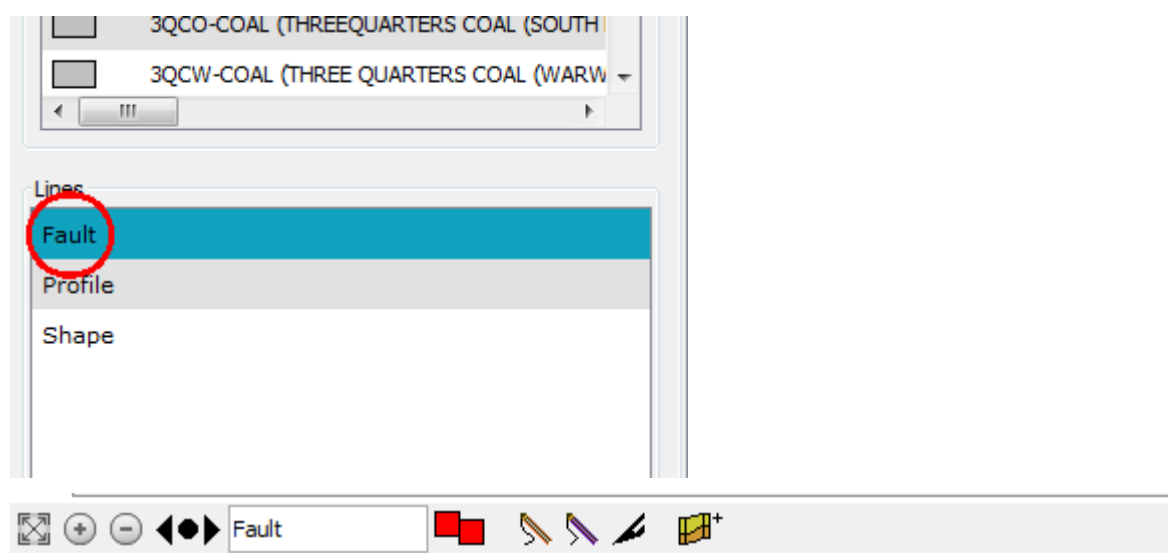 3QCO-COAL (THREEQUARTERS COAL (SOUTH
3QCW-COAL (THREE QUARTERS COAL (WARW
Lines
Fault
Profile
Shape
Fault